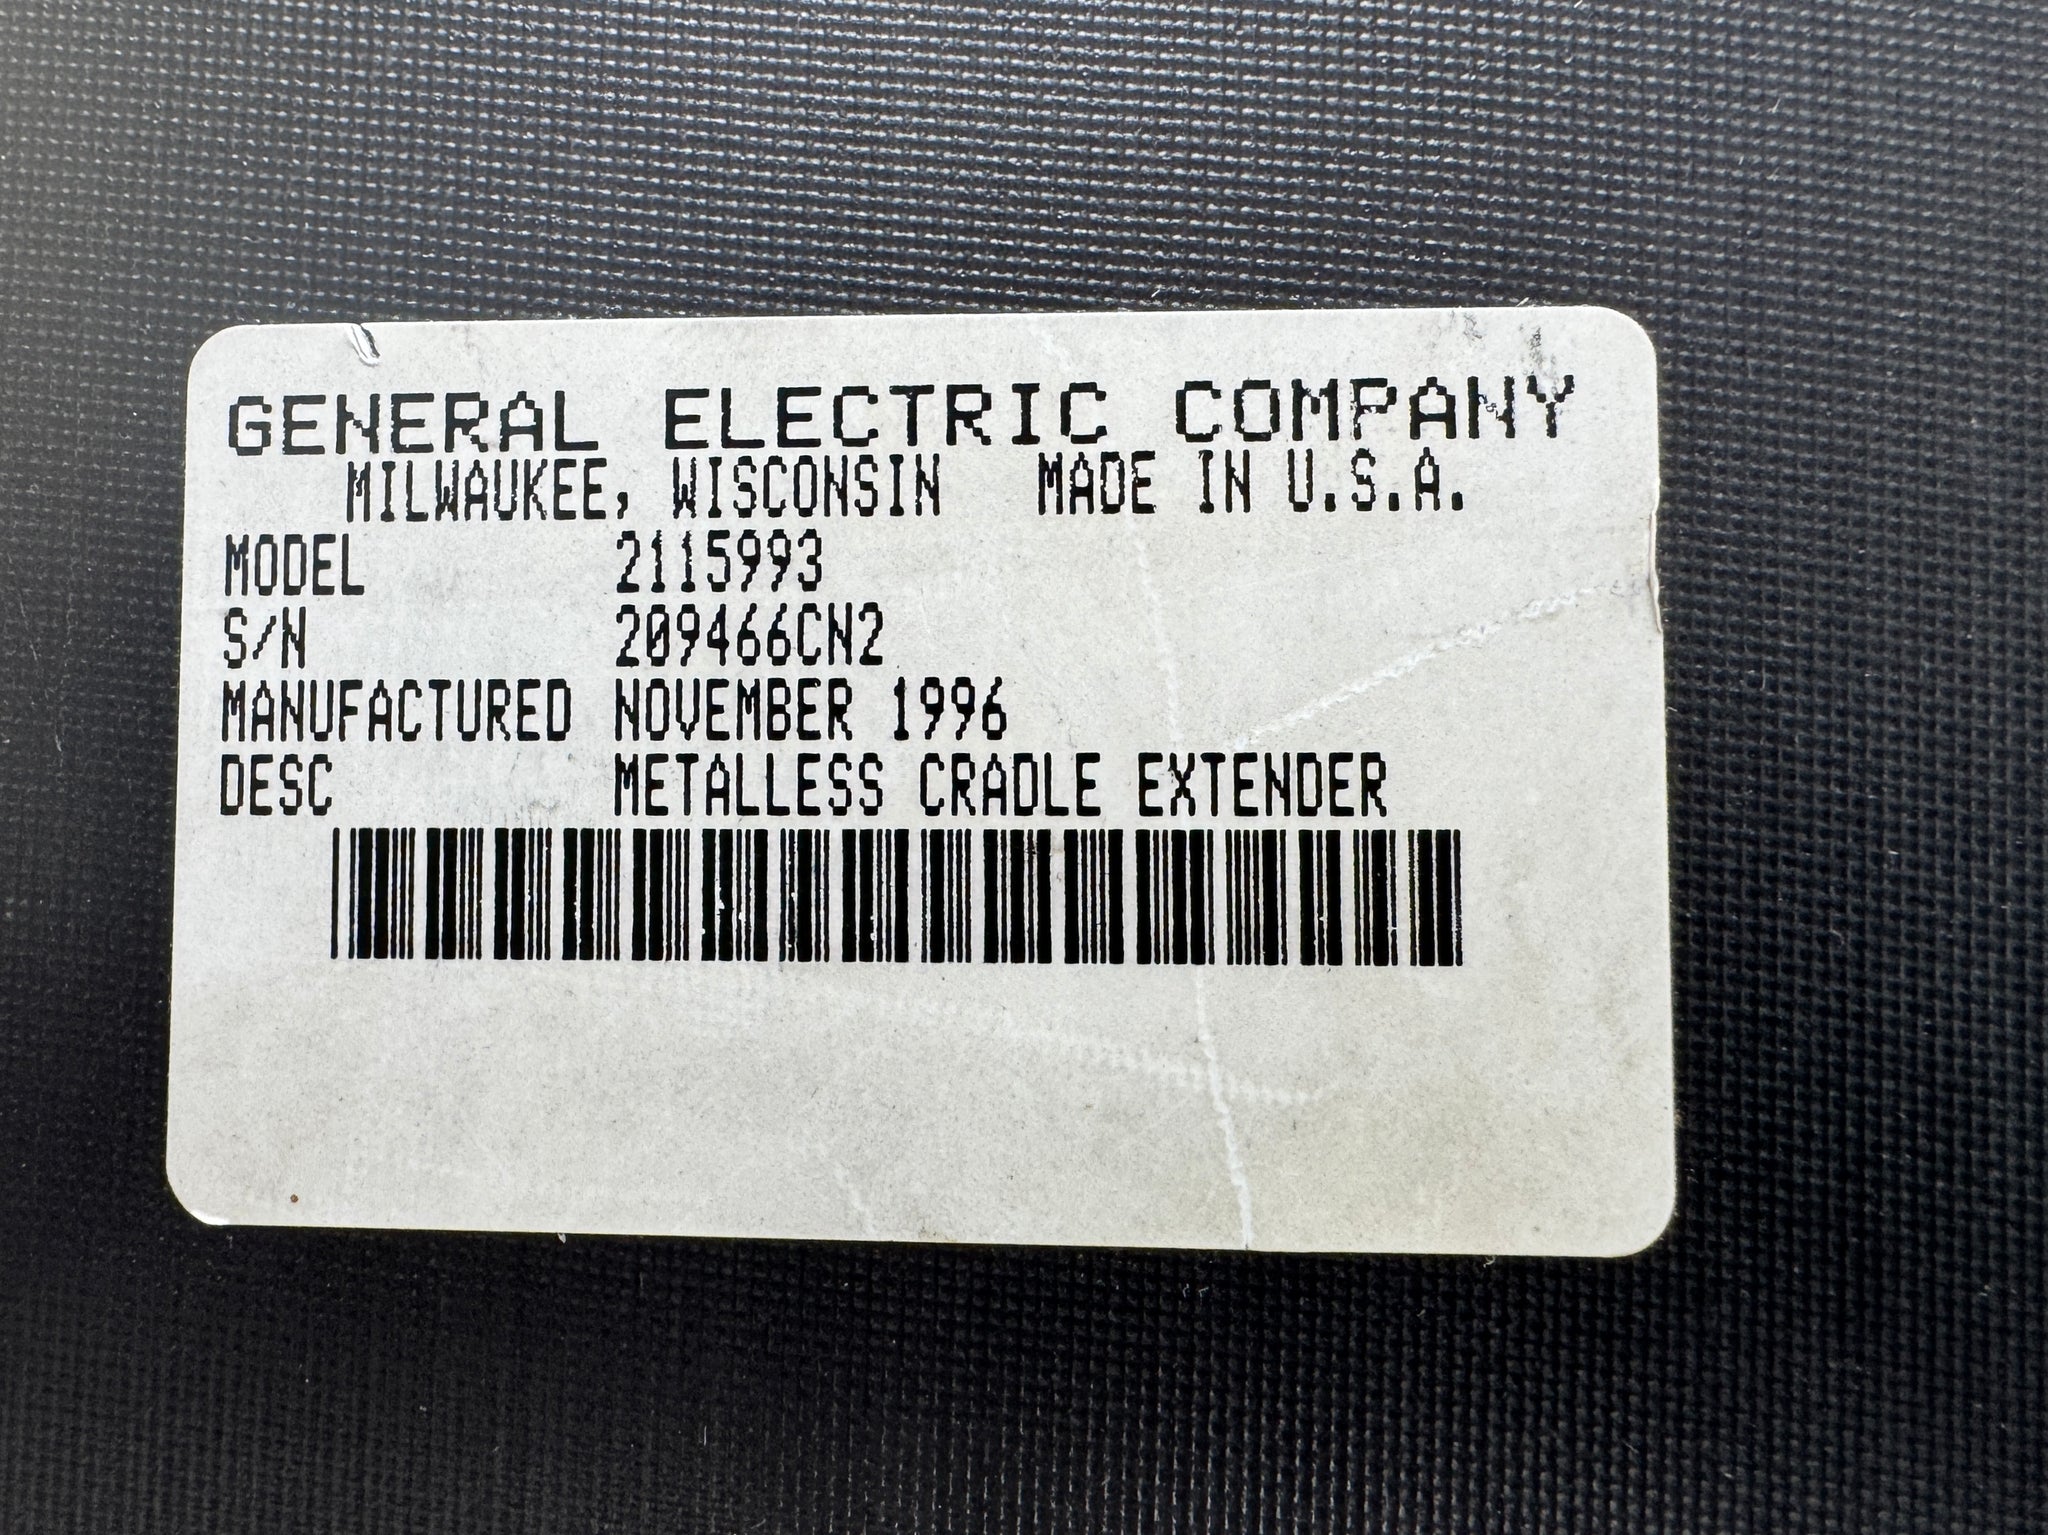 GENERAL ELECTRIC COMPANY
MILWAUKEE, WISCONSIN MADE IN U.S.A.
MODEL 2115993
S/N 209466CN2
MANUFACTURED NOVEMBER 1996
DESC METALLESS CRADLE EXTENDER